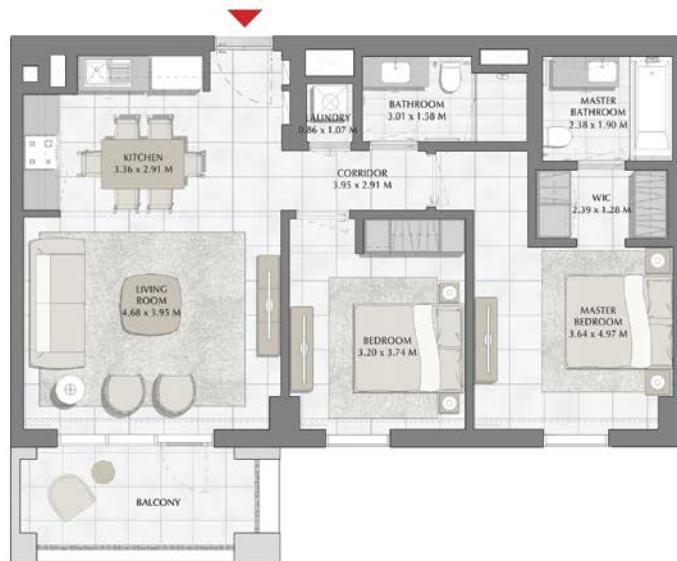 KITCHEN
3.36 x 2.91 M
LAUNDRY
0.86 x 1.07 M
BATHROOM
3.01 x 1.58 M
MASTER
BATHROOM
2.38 x 1.90 M
CORRIDOR
3.95 x 2.91 M
WIC
2.39 x 1.28 M
LIVING
ROOM
4.68 x 3.95 M
BEDROOM
3.20 x 3.74 M
MASTER
BEDROOM
3.64 x 4.97 M
BALCONY